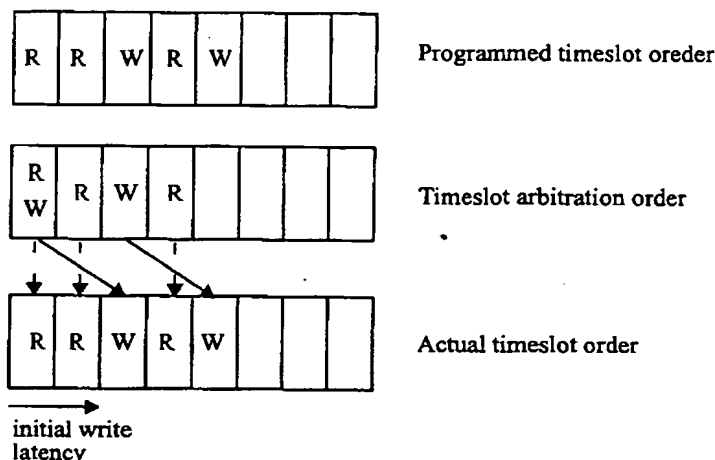 R R W R W
Programmed timeslot oreder
R
W
R W R
Timeslot arbitration order
R R W R W
Actual timeslot order
initial write
latency